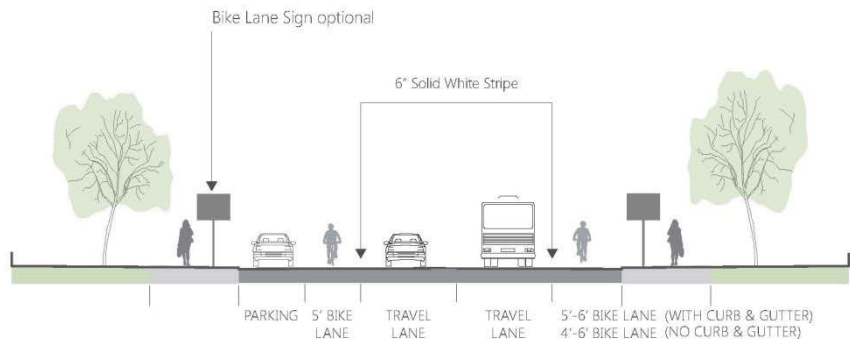 Bike Lane Sign optional
6" Solid White Stripe
PARKING
5' BIKE
LANE
TRAVEL
LANE
TRAVEL
LANE
5'-6' BIKE LANE (WITH CURB & GUTTER)
4'-6' BIKE LANE (NO CURB & GUTTER)